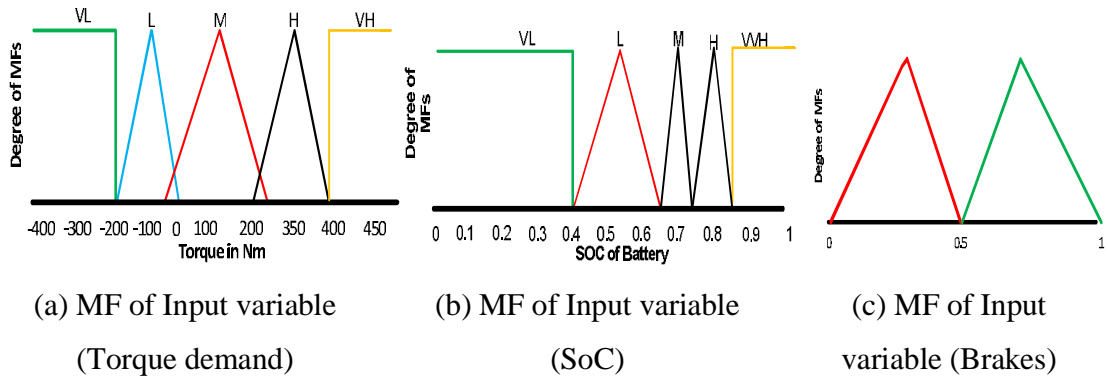 VL L M H VH
Degree of MFs
-400 -300 -200 -100 0 100 200 350 400 450
Torque in Nm
VL L M H VVH
Degree of
MFs
0 0.1 0.2 0.3 0.4 0.5 0.6 0.7 0.8 0.9 1
SOC of Battery
Degree of MFs
0 0.5 1
(a) MF of Input variable
(Torque demand)
(b) MF of Input variable
(SoC)
(c) MF of Input
variable (Brakes)